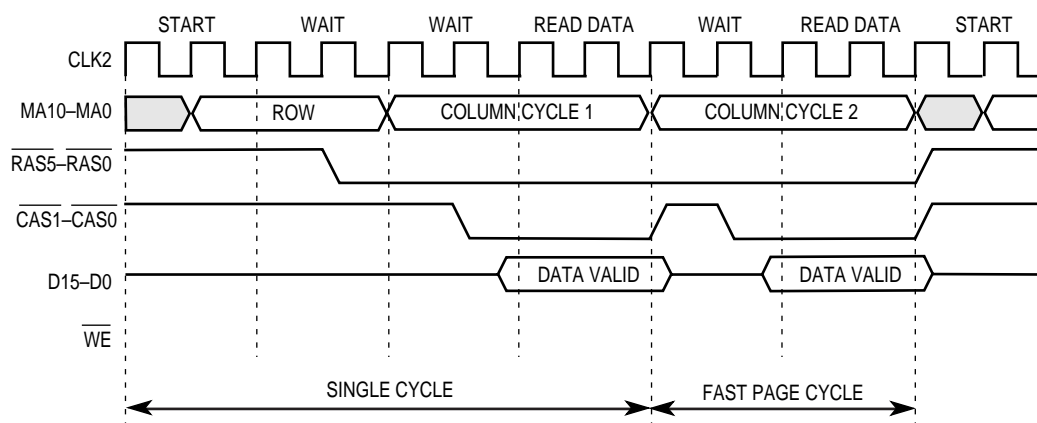 START WAIT WAIT READ DATA WAIT READ DATA START
CLK2
MA10–MA0 ROW COLUMN CYCLE 1 COLUMN CYCLE 2
RAS5–RAS0
CAS1–CAS0
D15–D0 DATA VALID DATA VALID
WE
SINGLE CYCLE FAST PAGE CYCLE